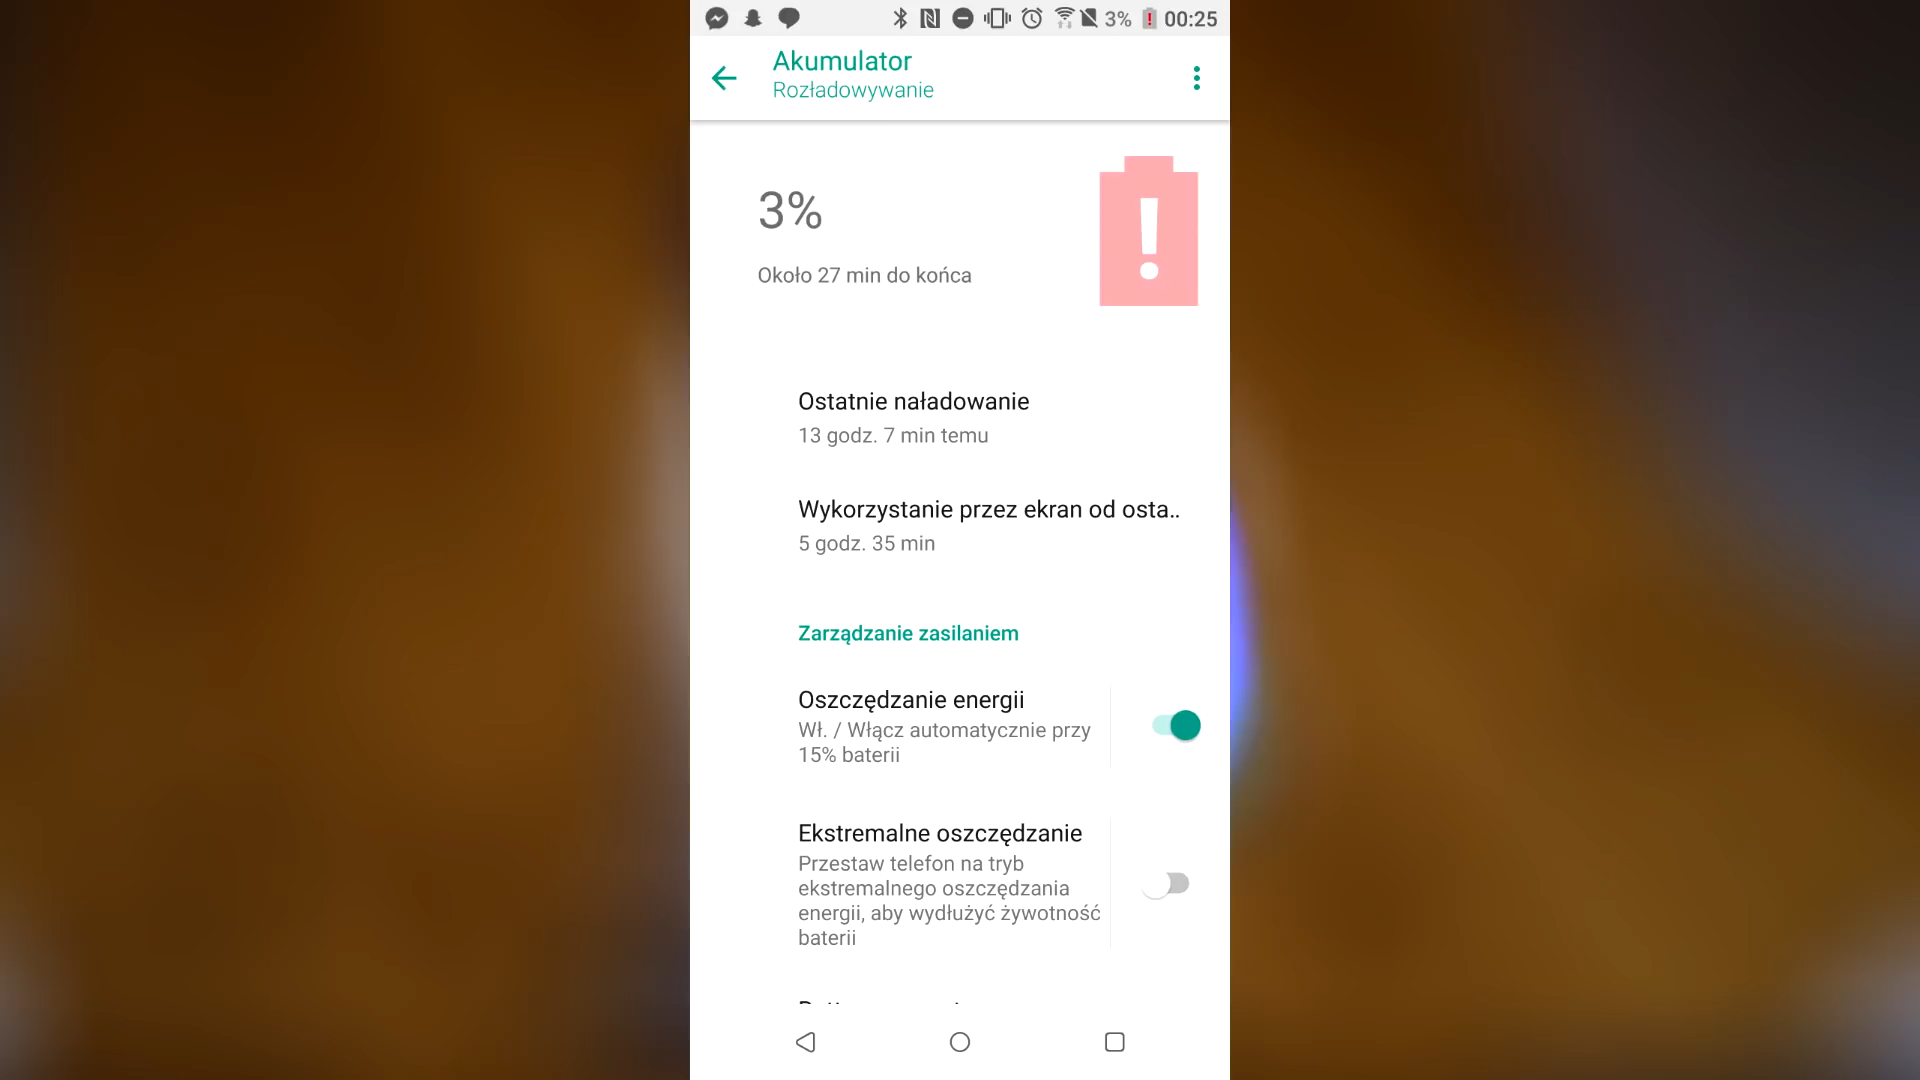 3% 00:25
Akumulator
Rozładowywanie
3%
Około 27 min do końca
Ostatnie naładowanie
13 godz. 7 min temu
Wykorzystanie przez ekran od osta..
5 godz. 35 min
Zarządzanie zasilaniem
Oszczędzanie energii
Wł. / Włącz automatycznie przy
15% baterii
Ekstremalne oszczędzanie
Przestaw telefon na tryb
ekstremalnego oszczędzania
energii, aby wydłużyć żywotność
baterii